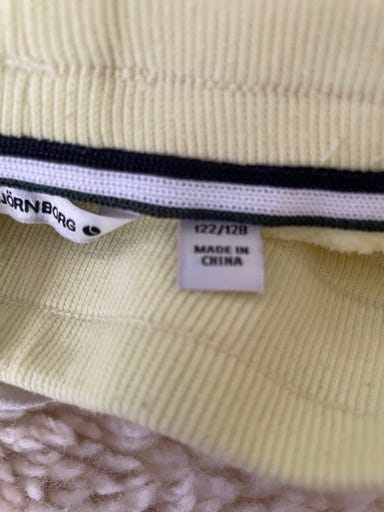 JÖRN BORG
122/128
MADE IN
CHINA